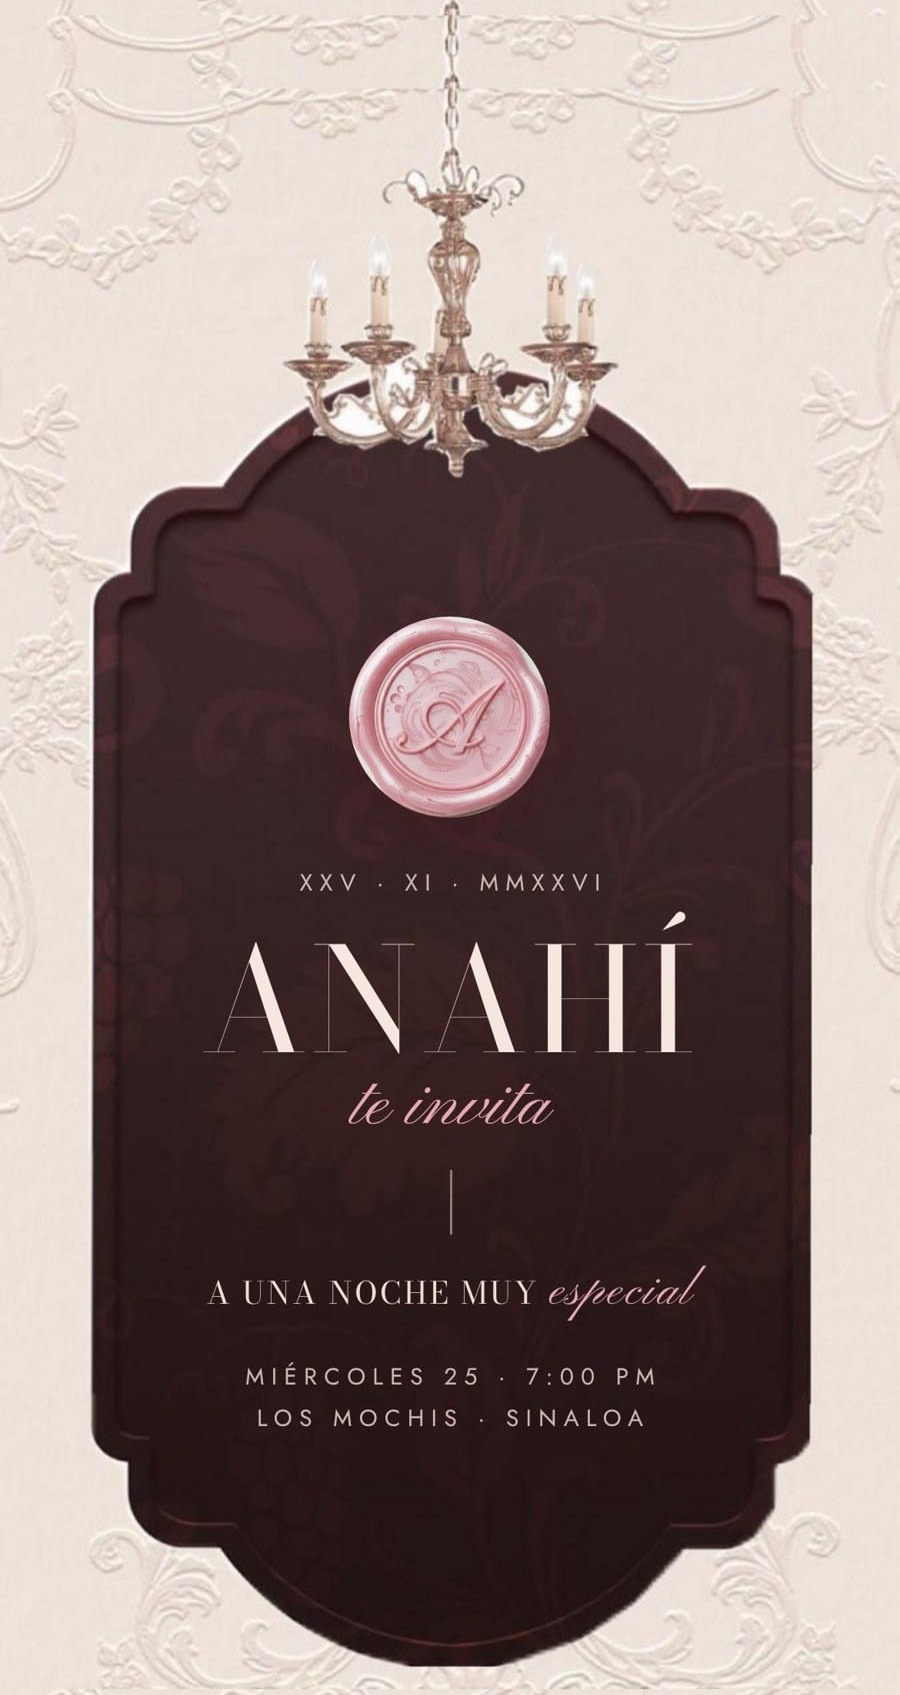 A
XXV · XI · MMXXVI
ANAHÍ
te invita
A UNA NOCHE MUY especial
MIÉRCOLES 25 · 7:00 PM
LOS MOCHIS · SINALOA